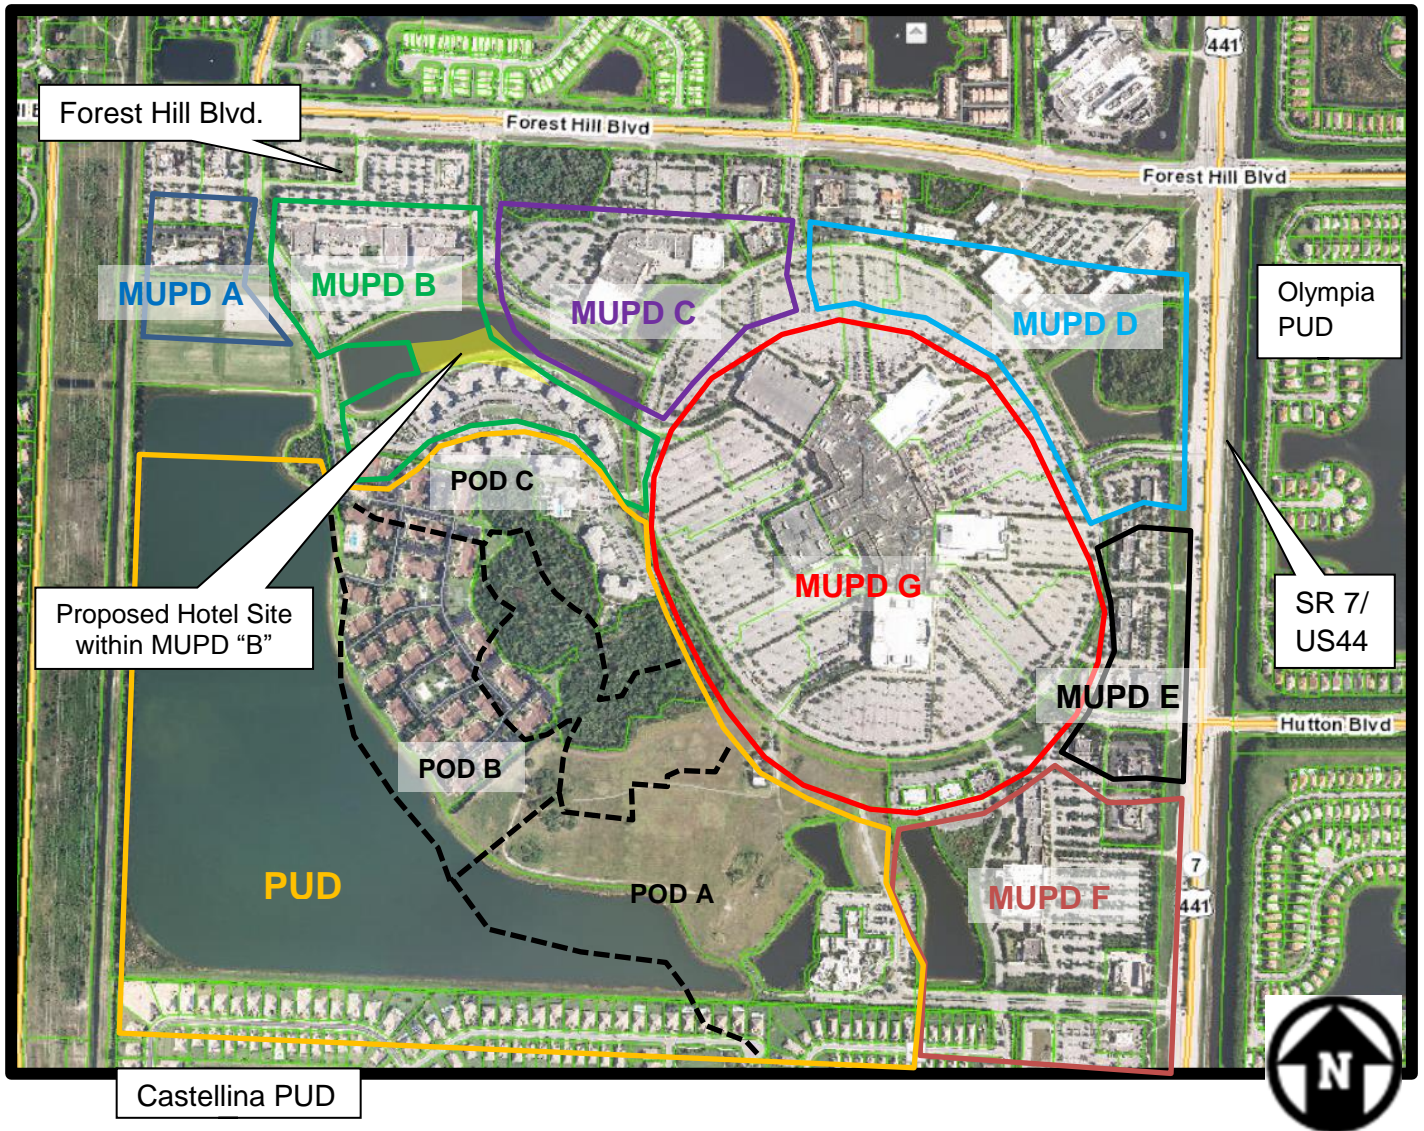 441
Forest Hill Blvd.
Forest Hill Blvd
Forest Hill Blvd
MUPD A
MUPD B
MUPD C
MUPD D
Olympia
PUD
POD C
MUPD G
Proposed Hotel Site
within MUPD “B”
SR 7/
US44
MUPD E
Hutton Blvd
POD B
PUD
POD A
MUPD F
7
441
Castellina PUD
N